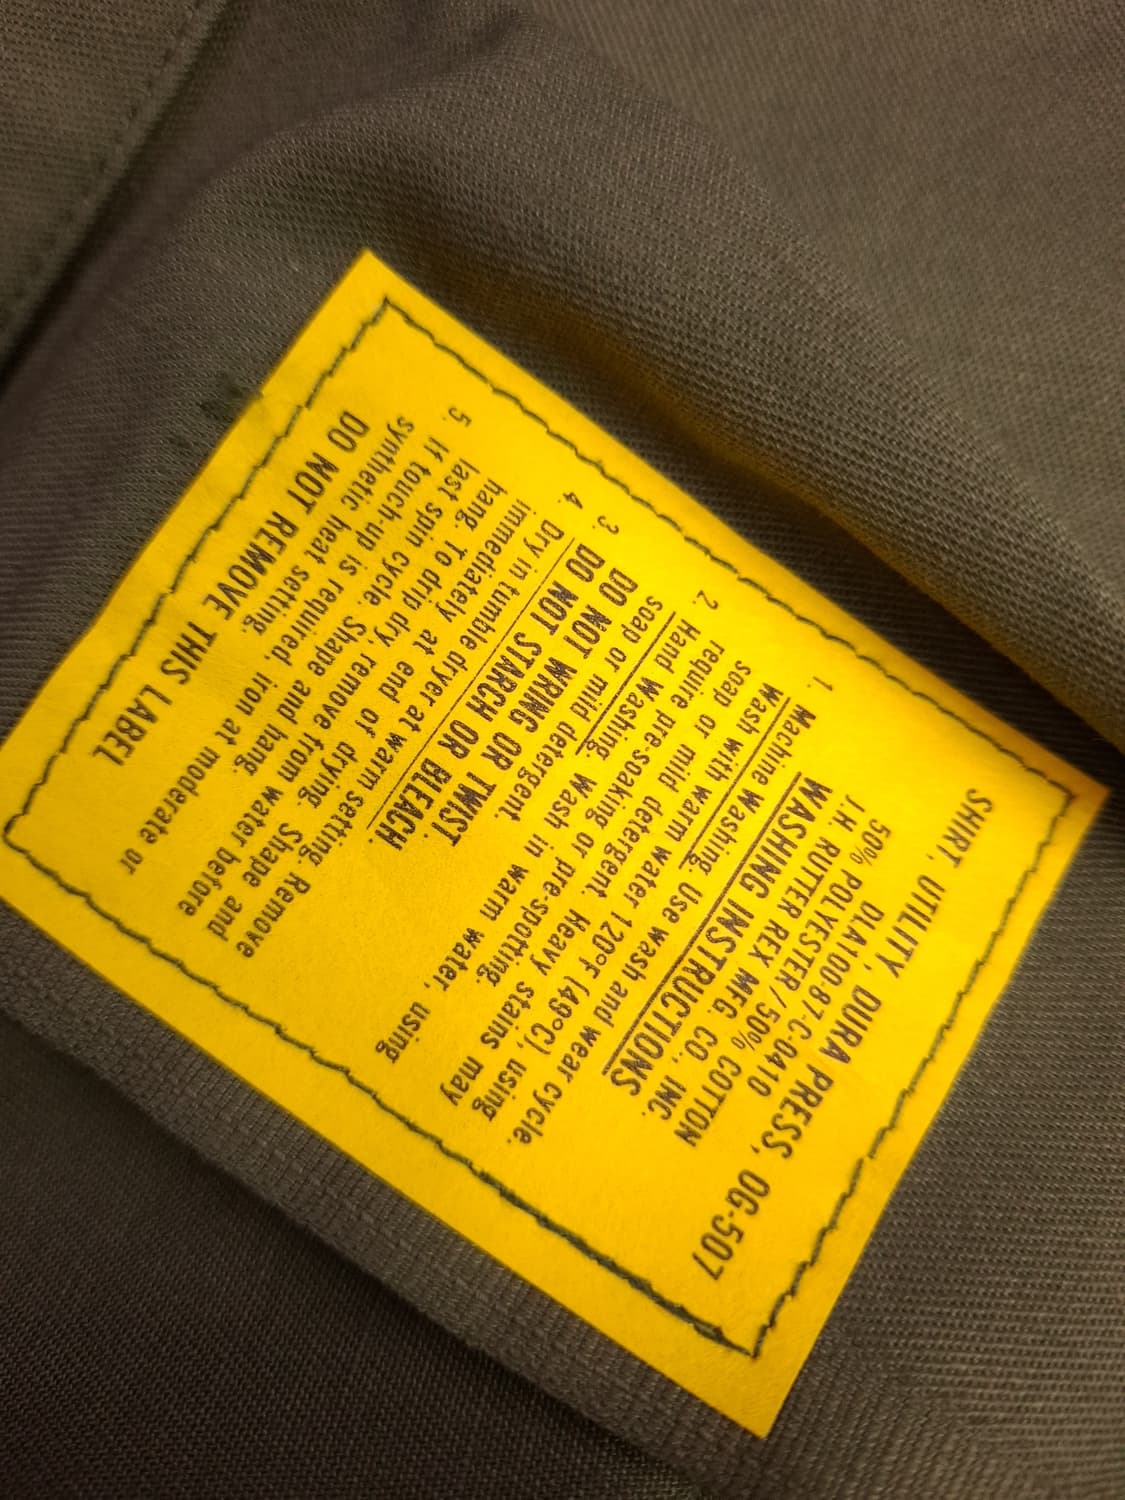 SHIRT, UTILITY, DURA PRESS, OG-507
DLA100-87-C-0410
50% POLYESTER / 50% COTTON
J.H. RUTTER REX MFG. CO., INC.
WASHING INSTRUCTIONS
1. Machine Washing. Use wash and wear cycle.
Wash with warm water 120°F (49°C), using
soap or mild detergent. Heavy stains may
require pre-soaking or pre-spotting.
2. Hand Washing. Wash in warm water, using
soap or mild detergent.
DO NOT WRING OR TWIST.
3. DO NOT STARCH OR BLEACH.
4. Dry in tumble dryer at warm setting. Remove
immediately at end of drying. Shape and
hang. To drip dry, remove from water before
last spin cycle. Shape and hang.
5. If touch-up is required, iron at moderate or
synthetic heat setting.
DO NOT REMOVE THIS LABEL